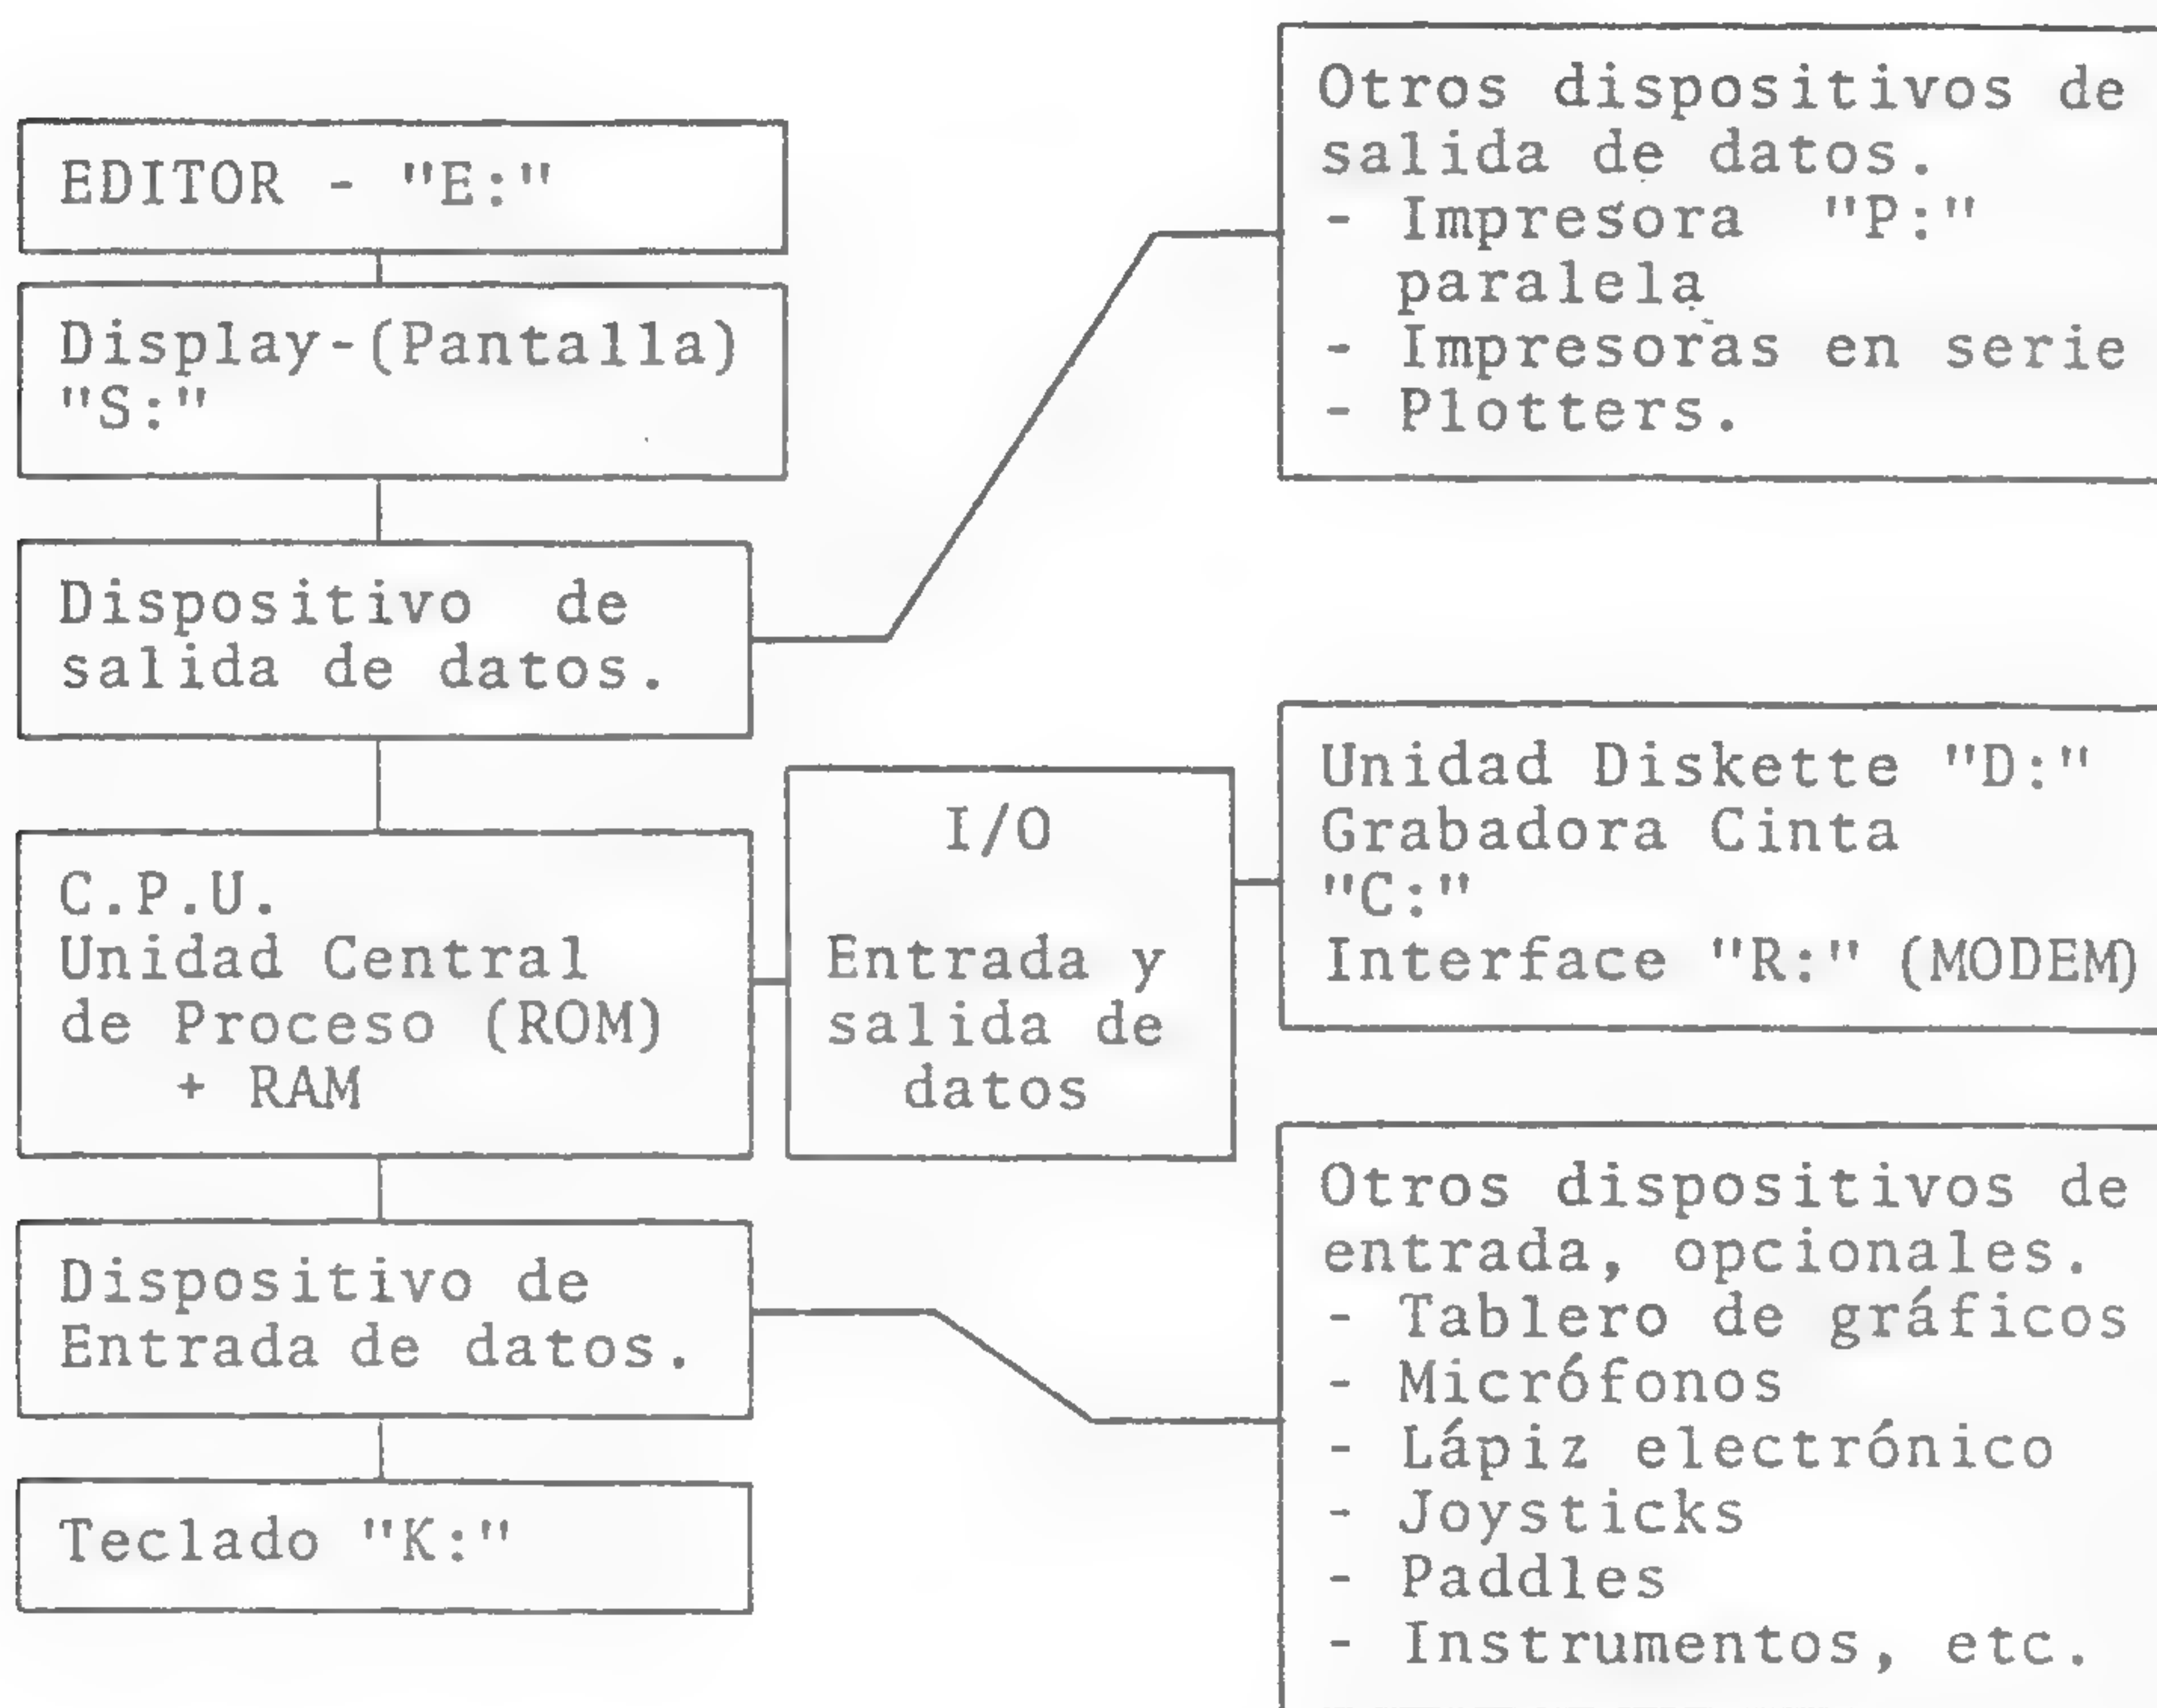 EDITOR - "E:"
Display-(Pantalla)
"S:"
Dispositivo de
salida de datos.
C.P.U.
Unidad Central
de Proceso (ROM)
+ RAM
Dispositivo de
Entrada de datos.
Teclado "K:"
I/O
Entrada y
salida de
datos
Otros dispositivos de
salida de datos.
- Impresora "P:"
paralela
- Impresoras en serie
- Plotters.
Unidad Diskette "D:"
Grabadora Cinta
"C:"
Interface "R:" (MODEM)
Otros dispositivos de
entrada, opcionales.
- Tablero de gráficos
- Micrófonos
- Lápiz electrónico
- Joysticks
- Paddles
- Instrumentos, etc.